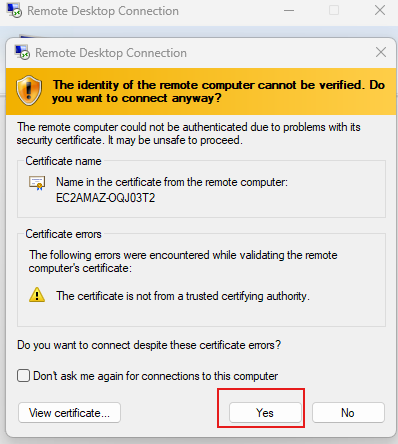 Remote Desktop Connection
Remote Desktop Connection
The identity of the remote computer cannot be verified. Do
you want to connect anyway?
The remote computer could not be authenticated due to problems with its
security certificate. It may be unsafe to proceed.
Certificate name
Name in the certificate from the remote computer:
EC2AMAZ-OQJ03T2
Certificate errors
The following errors were encountered while validating the remote
computer's certificate:
The certificate is not from a trusted certifying authority.
Do you want to connect despite these certificate errors?
Don't ask me again for connections to this computer
View certificate...
Yes
No